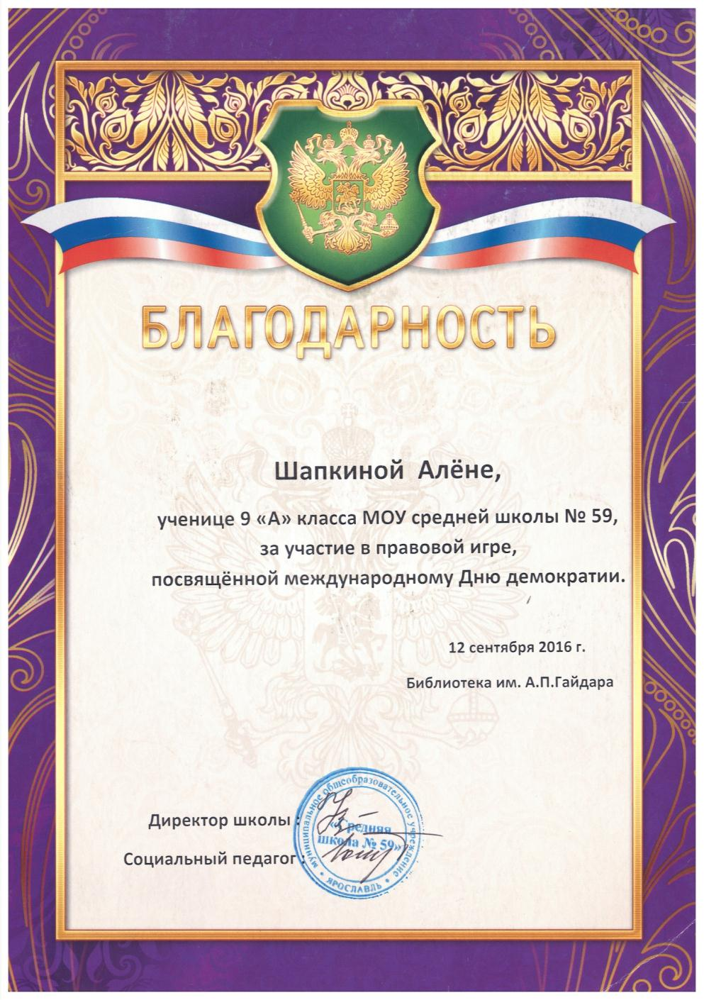 БЛАГОДАРНОСТЬ
Шапкиной Алёне,
ученице 9 «А» класса МОУ средней школы № 59,
за участие в правовой игре,
посвящённой международному Дню демократии.
12 сентября 2016 г.
Библиотека им. А.П.Гайдара
Директор школы :
Социальный педагог :
муниципальное общеобразовательное учреждение
«Средняя
школа № 59»
ЯРОСЛАВЛЬ